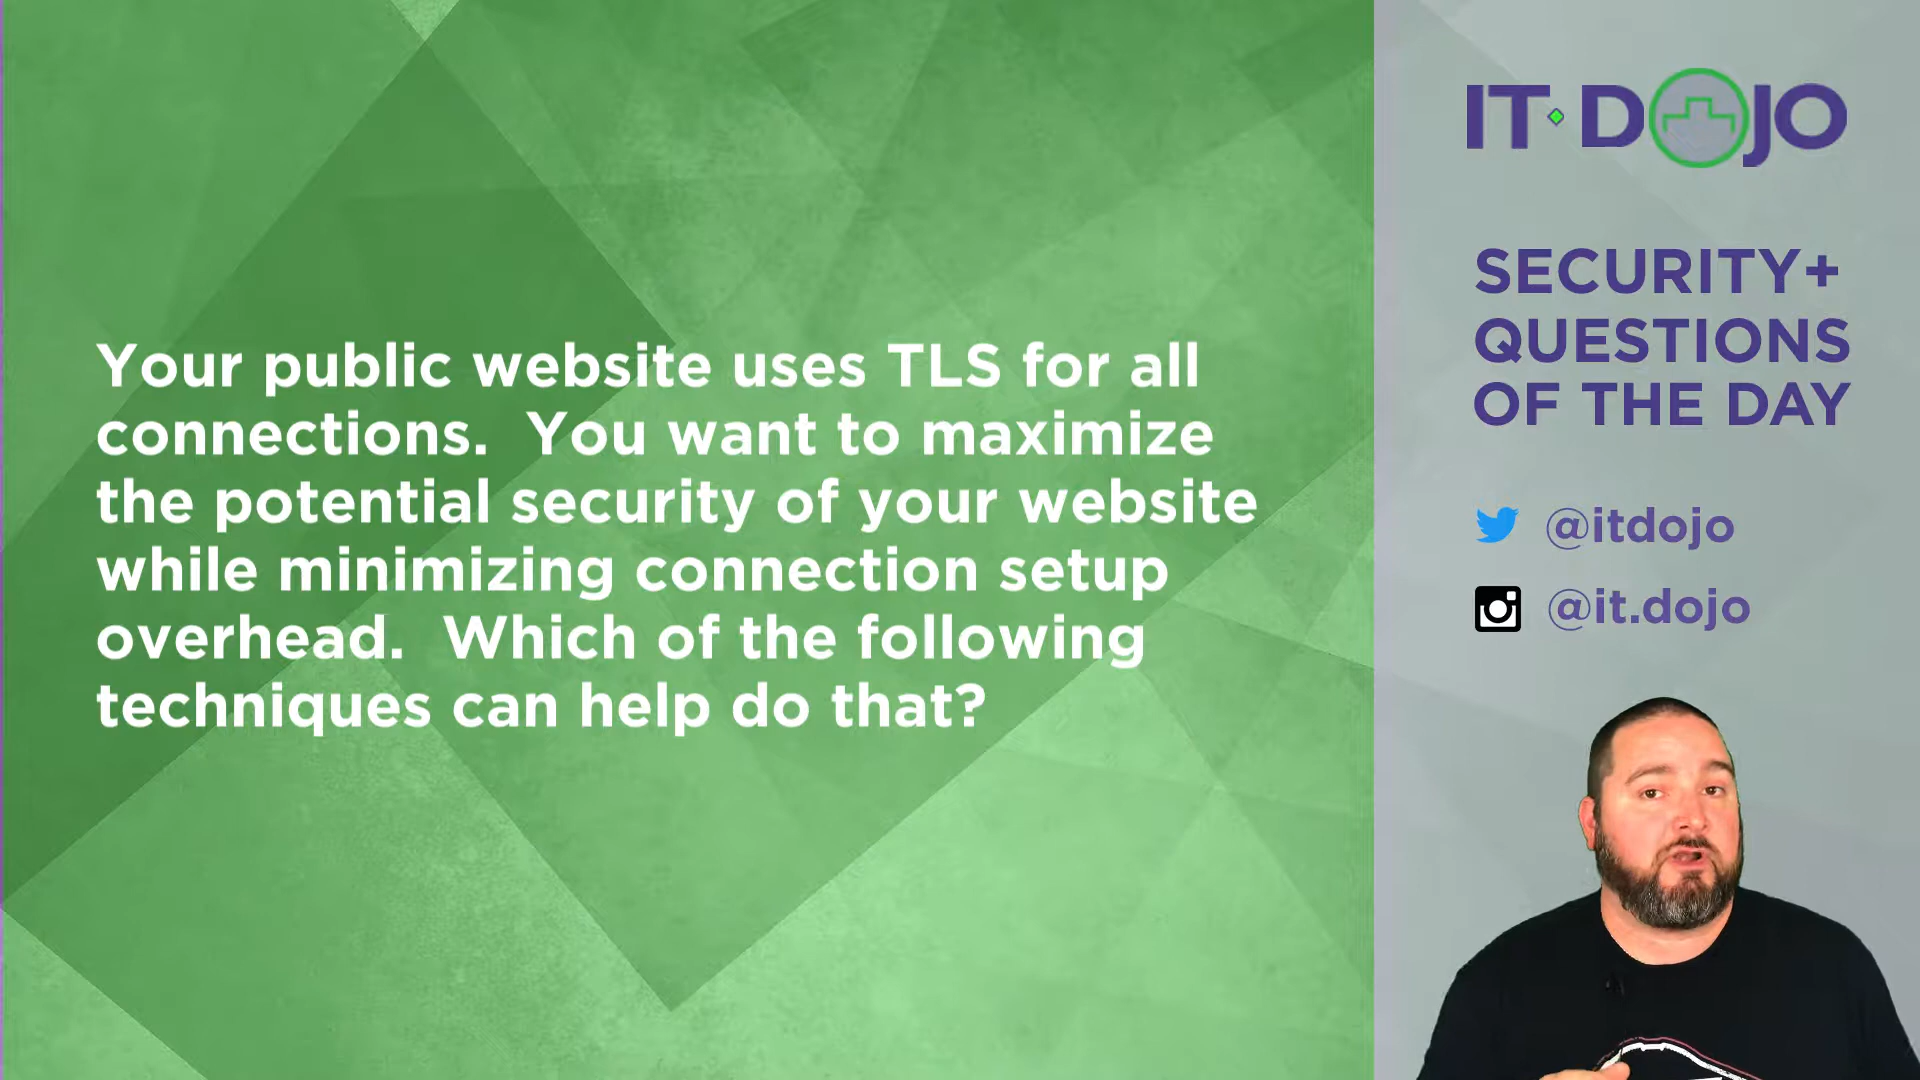 Your public website uses TLS for all
connections. You want to maximize
the potential security of your website
while minimizing connection setup
overhead. Which of the following
techniques can help do that?
IT DOJO
SECURITY+
QUESTIONS
OF THE DAY
@itdojo
@it.dojo